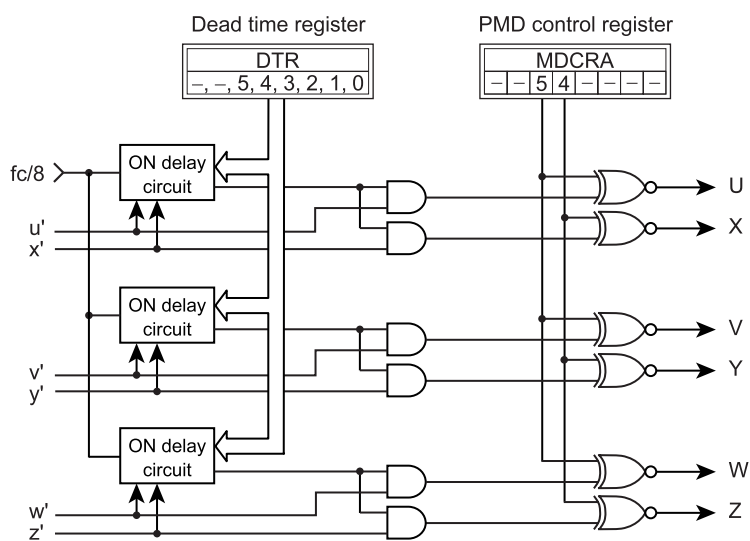 Dead time register
PMD control register
DTR
MDCRA
–, –, 5, 4, 3, 2, 1, 0
– – 5 4 – – – –
ON delay
circuit
fc/8
U
u'
X
x'
ON delay
circuit
V
v'
Y
y'
ON delay
circuit
W
w'
Z
z'